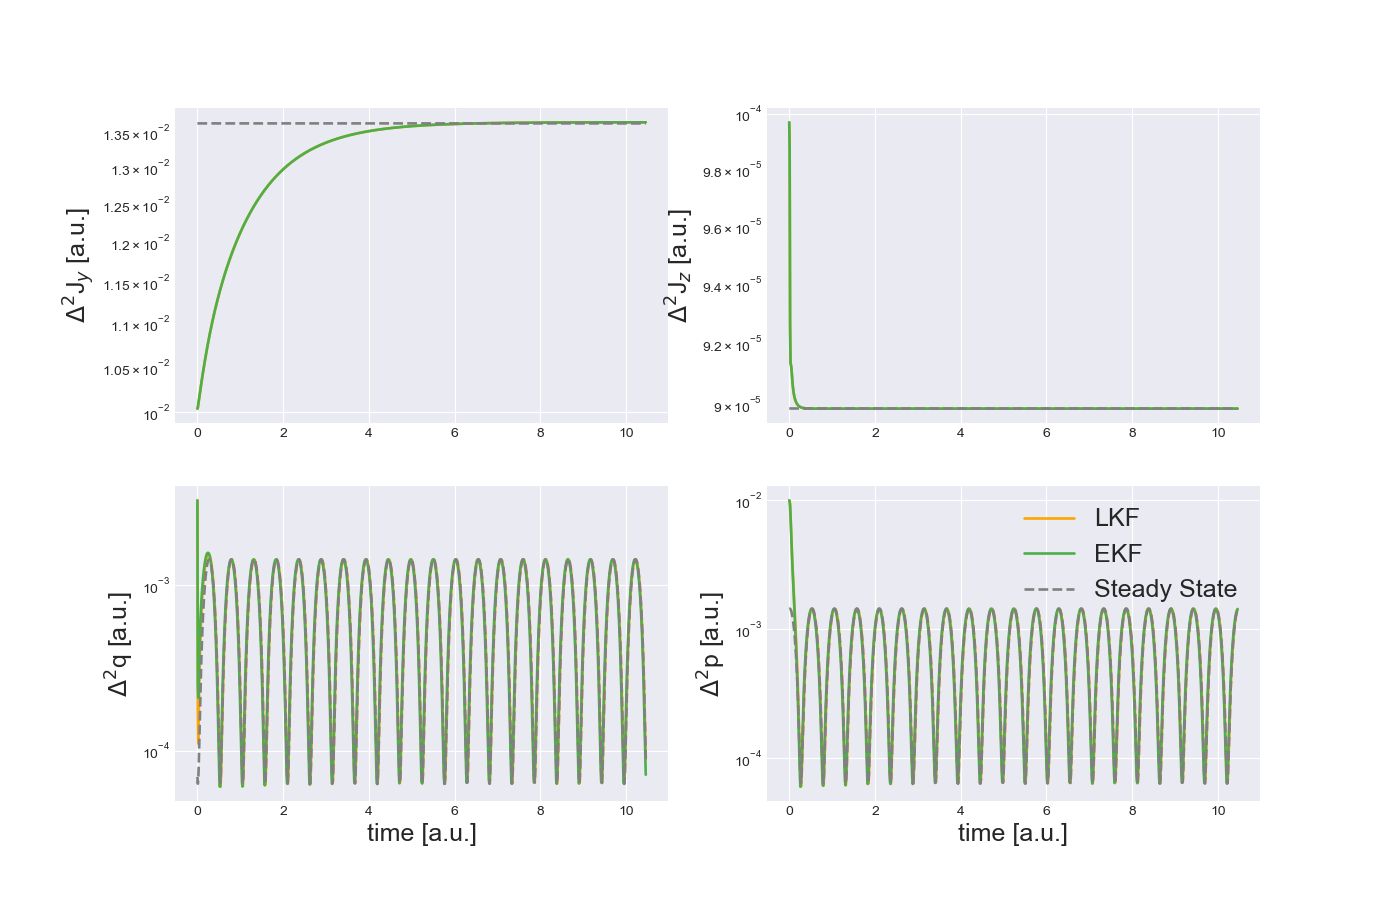 Δ²J_y [a.u.]
1.35 × 10⁻²
1.3 × 10⁻²
1.25 × 10⁻²
1.2 × 10⁻²
1.15 × 10⁻²
1.1 × 10⁻²
1.05 × 10⁻²
10⁻²
0 2 4 6 8 10
Δ²J_z [a.u.]
10⁻⁴
9.8 × 10⁻⁵
9.6 × 10⁻⁵
9.4 × 10⁻⁵
9.2 × 10⁻⁵
9 × 10⁻⁵
0 2 4 6 8 10
Δ²q [a.u.]
10⁻³
10⁻⁴
0 2 4 6 8 10
time [a.u.]
Δ²p [a.u.]
10⁻²
10⁻³
10⁻⁴
LKF
EKF
Steady State
0 2 4 6 8 10
time [a.u.]